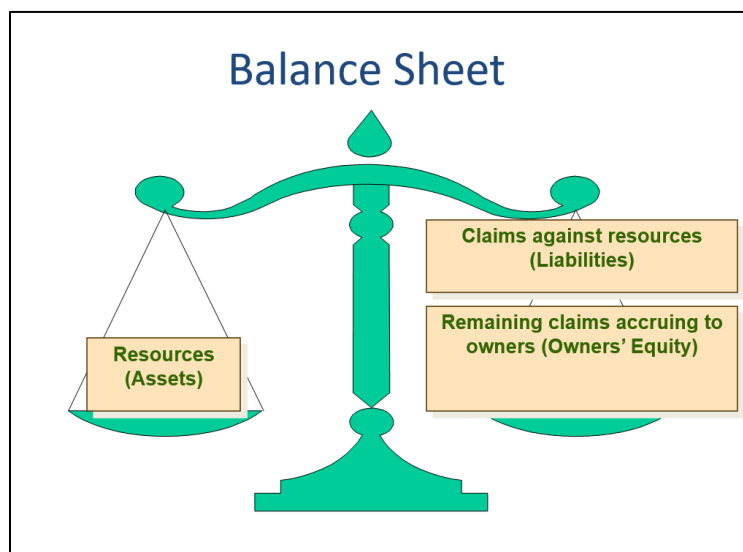 Balance Sheet
Claims against resources
(Liabilities)
Remaining claims accruing to
owners (Owners’ Equity)
Resources
(Assets)